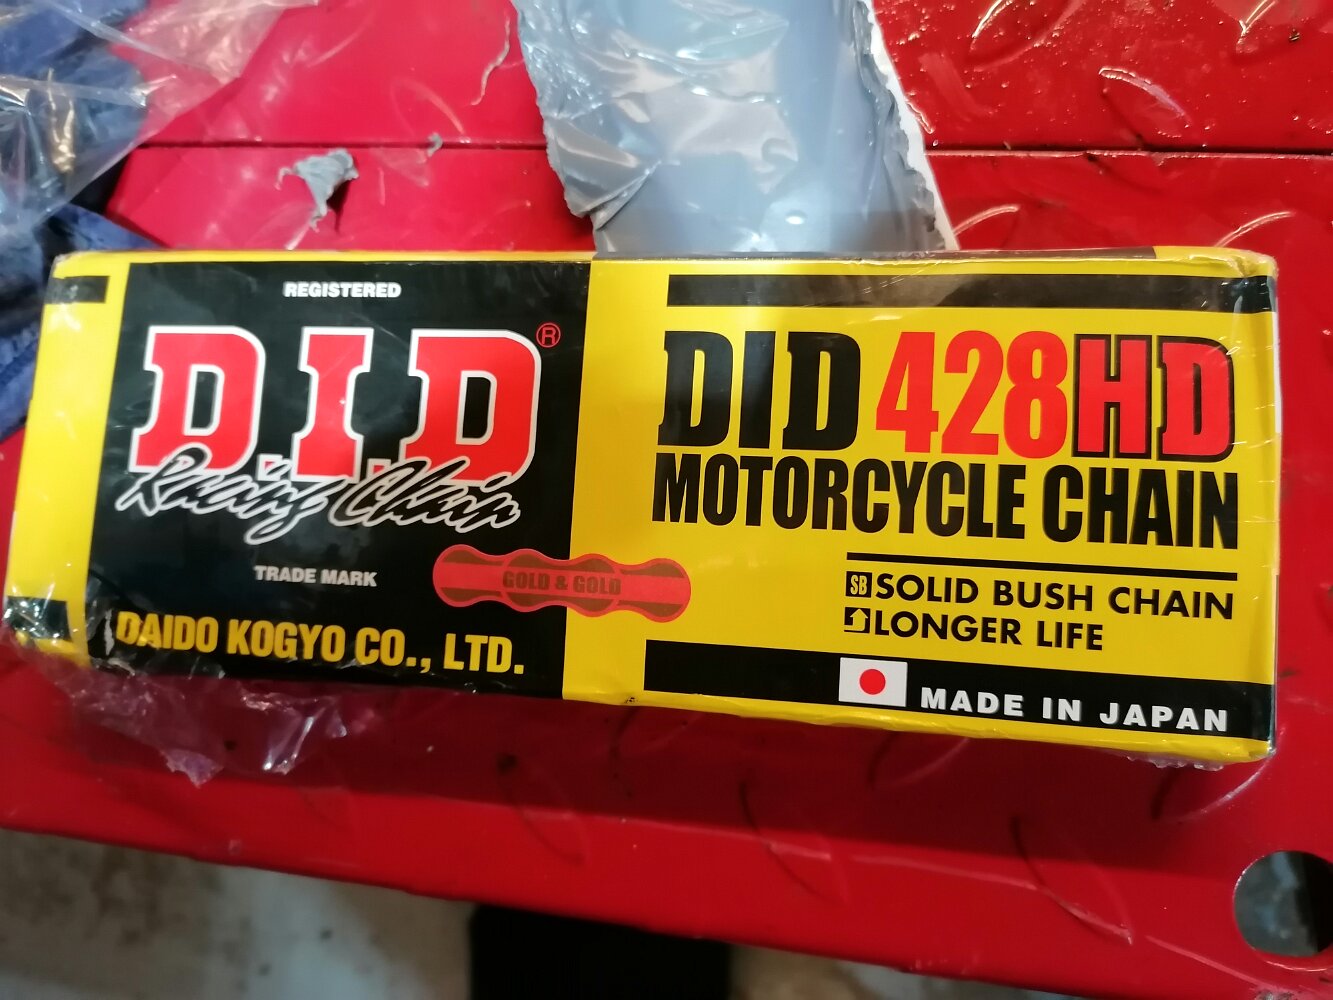 REGISTERED
D.I.D®
Racing Chain
TRADE MARK
GOLD & GOLD
DAIDO KOGYO CO., LTD.
DID 428HD
MOTORCYCLE CHAIN
SB SOLID BUSH CHAIN
LONGER LIFE
MADE IN JAPAN